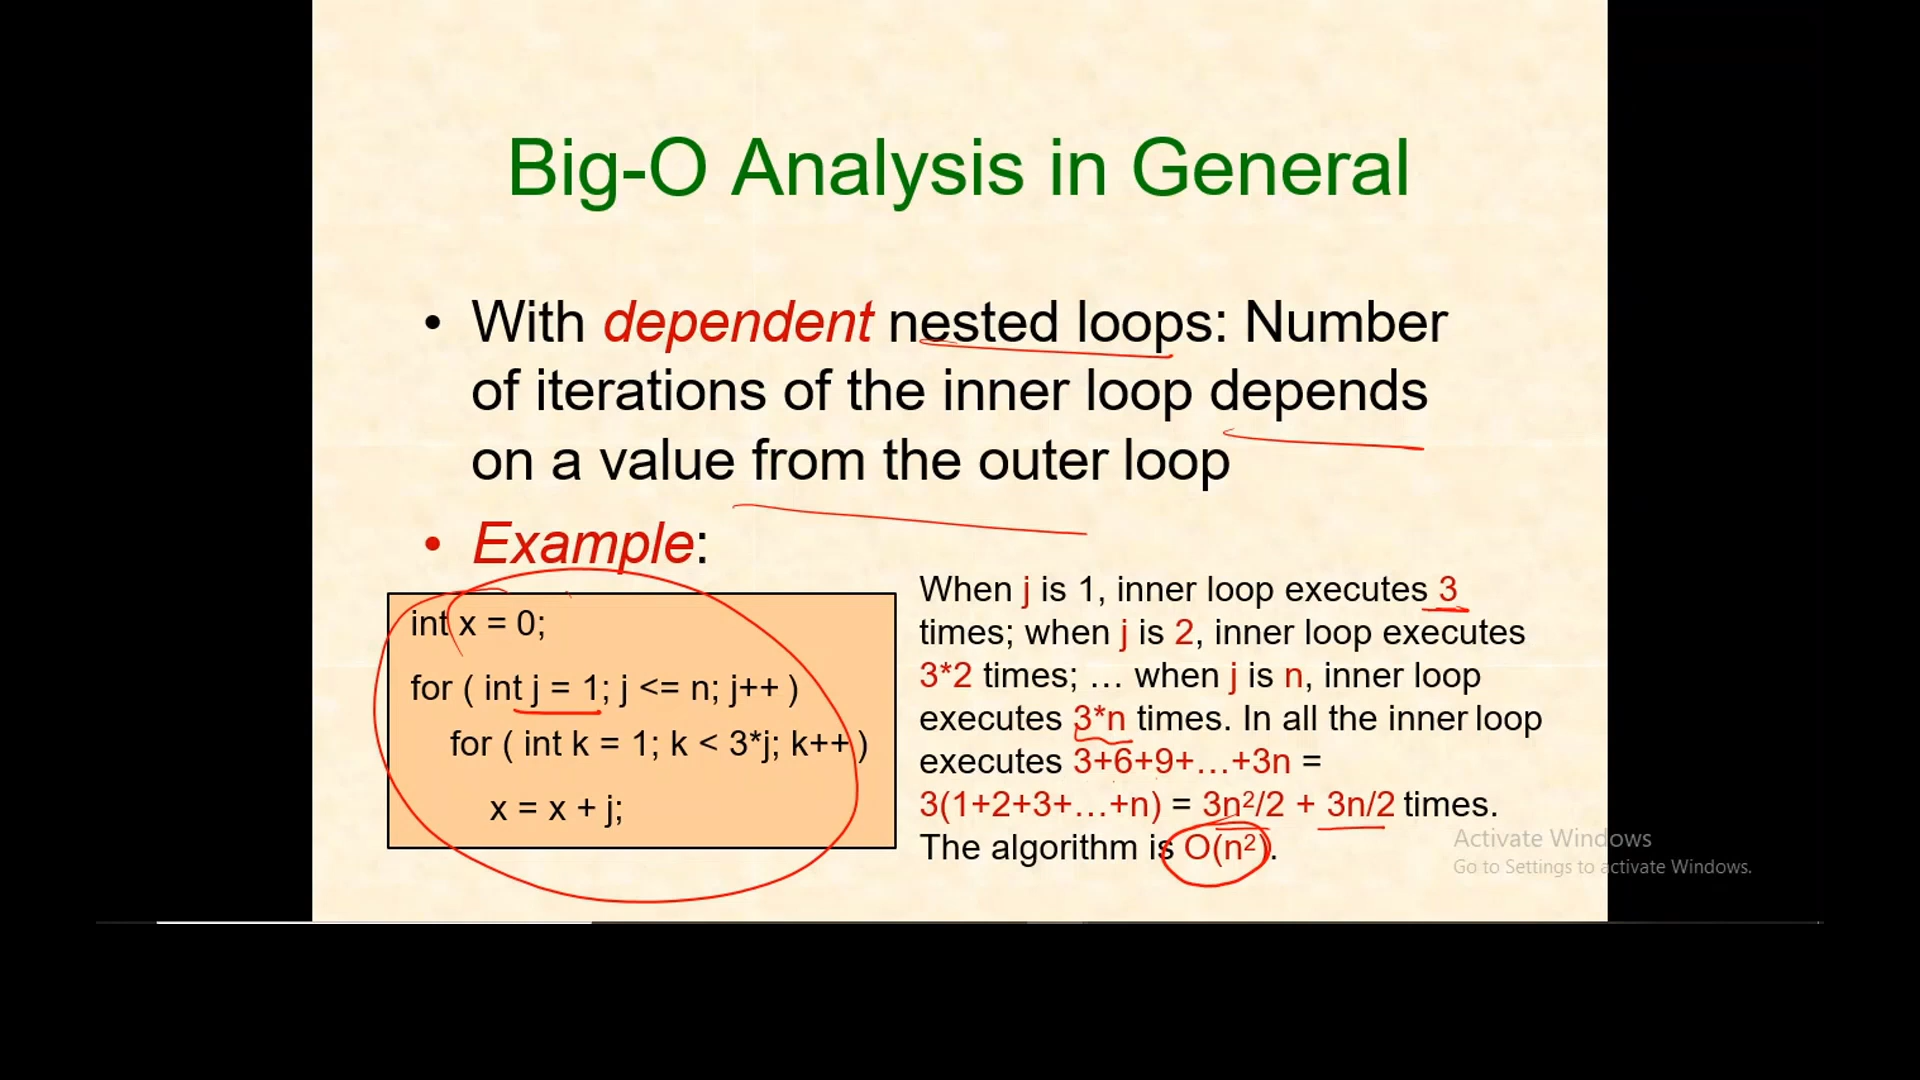 Big-O Analysis in General
• With dependent nested loops: Number
of iterations of the inner loop depends
on a value from the outer loop
• Example:
int x = 0;
for ( int j = 1; j <= n; j++ )
for ( int k = 1; k < 3*j; k++ )
x = x + j;
When j is 1, inner loop executes 3
times; when j is 2, inner loop executes
3*2 times; … when j is n, inner loop
executes 3*n times. In all the inner loop
executes 3+6+9+…+3n =
3(1+2+3+…+n) = 3n²/2 + 3n/2 times.
The algorithm is O(n²).
Activate Windows
Go to Settings to activate Windows.